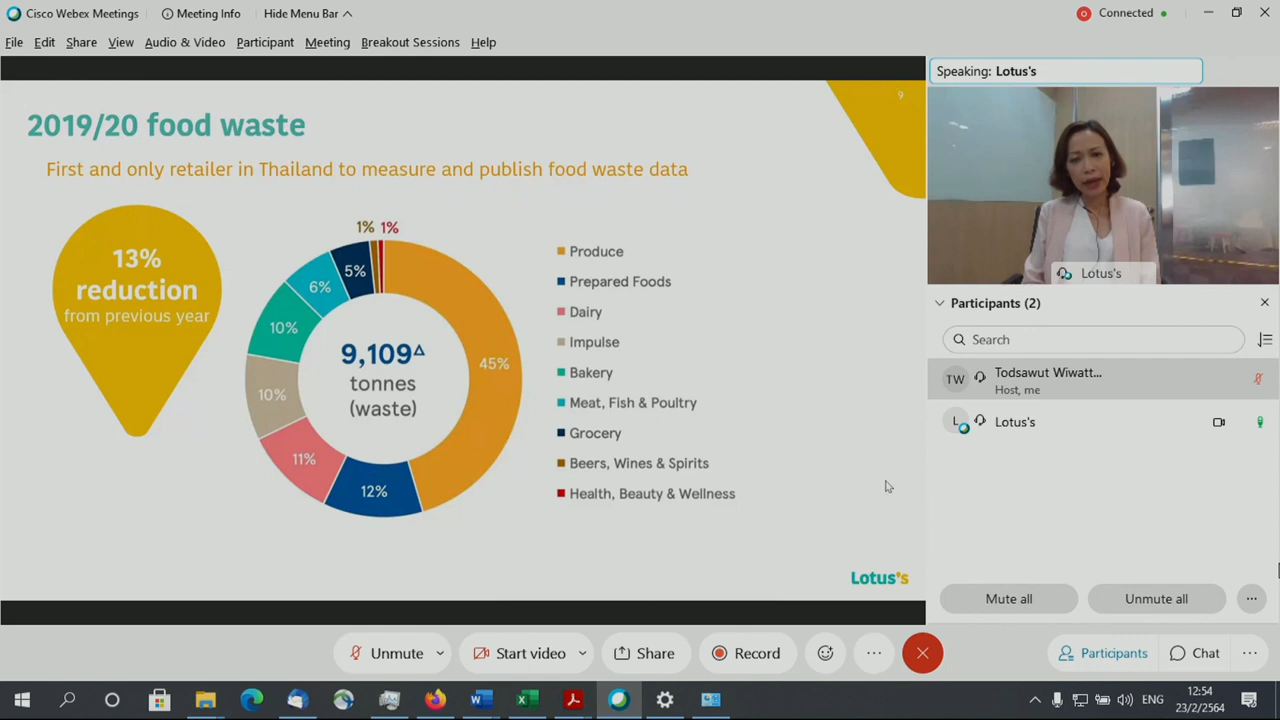 Cisco Webex Meetings
Meeting Info
Hide Menu Bar
Connected
File Edit Share View Audio & Video Participant Meeting Breakout Sessions Help
9
2019/20 food waste
First and only retailer in Thailand to measure and publish food waste data
13%
reduction
from previous year
1% 1%
5%
6%
10%
10%
11%
12%
45%
9,109Δ
tonnes
(waste)
Produce
Prepared Foods
Dairy
Impulse
Bakery
Meat, Fish & Poultry
Grocery
Beers, Wines & Spirits
Health, Beauty & Wellness
Lotus's
Speaking: Lotus's
Lotus's
Participants (2)
Search
TW
Todsawut Wiwatt...
Host, me
L
Lotus's
Mute all
Unmute all
Unmute
Start video
Share
Record
Participants
Chat
ENG
12:54
23/2/2564